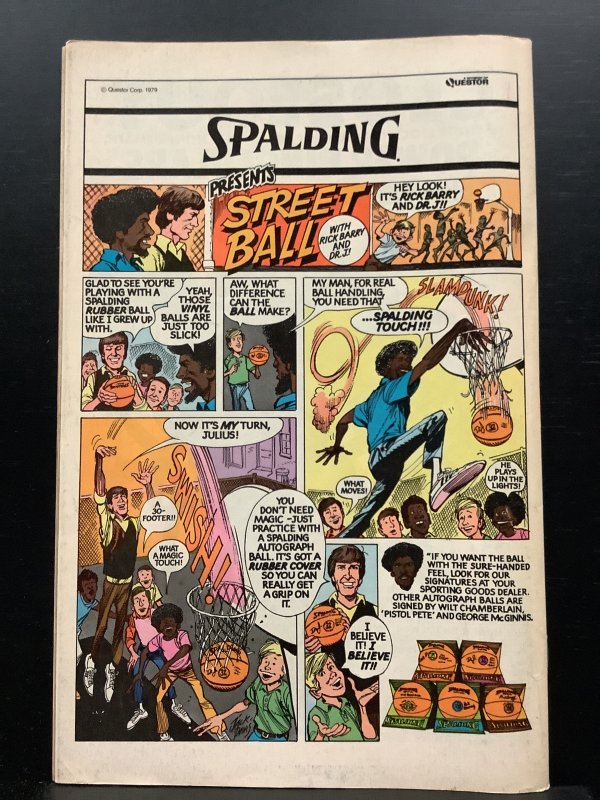 © Questor Corp. 1979
QUESTOR
SPALDING
PRESENTS
STREET
BALL
WITH
RICK BARRY
AND
DR.J!
HEY LOOK!
IT'S RICK BARRY
AND DR.J!!
GLAD TO SEE YOU'RE
PLAYING WITH A
SPALDING
RUBBER BALL
LIKE I GREW UP
WITH.
YEAH,
THOSE
VINYL
BALLS ARE
JUST TOO
SLICK!
AW, WHAT
DIFFERENCE
CAN THE
BALL MAKE?
MY MAN, FOR REAL
BALL HANDLING,
YOU NEED THAT
...SPALDING
TOUCH!!!
SLAMDUNK!
WHAT
MOVES!
HE
PLAYS
UP IN THE
LIGHTS!
NOW IT'S MY TURN,
JULIUS!
A
30-
FOOTER!!
WHAT
A MAGIC
TOUCH!
SWISH!
YOU
DON'T NEED
MAGIC -JUST
PRACTICE WITH
A SPALDING
AUTOGRAPH
BALL. IT'S GOT A
RUBBER COVER
SO YOU CAN
REALLY GET
A GRIP ON
IT.
I
BELIEVE
IT! I
BELIEVE
IT!!
"IF YOU WANT THE BALL
WITH THE SURE-HANDED
FEEL, LOOK FOR OUR
SIGNATURES AT YOUR
SPORTING GOODS DEALER.
OTHER AUTOGRAPH BALLS ARE
SIGNED BY WILT CHAMBERLAIN,
'PISTOL PETE' AND GEORGE McGINNIS.
SPALDING
SPALDING
SPALDING
SPALDING
SPALDING